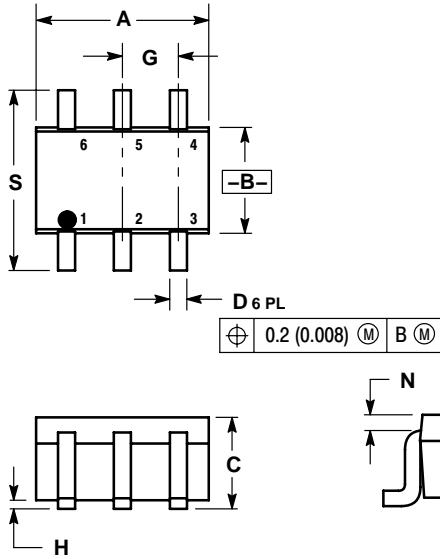 A
G
6 5 4
S
–B–
1 2 3
D 6 PL
⌖ 0.2 (0.008) Ⓜ B Ⓜ
N
C
H